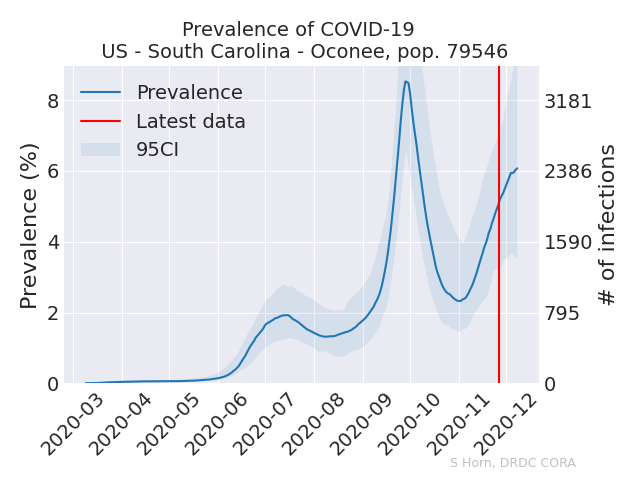 Prevalence of COVID-19
US - South Carolina - Oconee, pop. 79546
Prevalence
Latest data
95CI
Prevalence (%)
8
6
4
2
0
3181
2386
1590
795
0
# of infections
2020-03
2020-04
2020-05
2020-06
2020-07
2020-08
2020-09
2020-10
2020-11
2020-12
S Horn, DRDC CORA